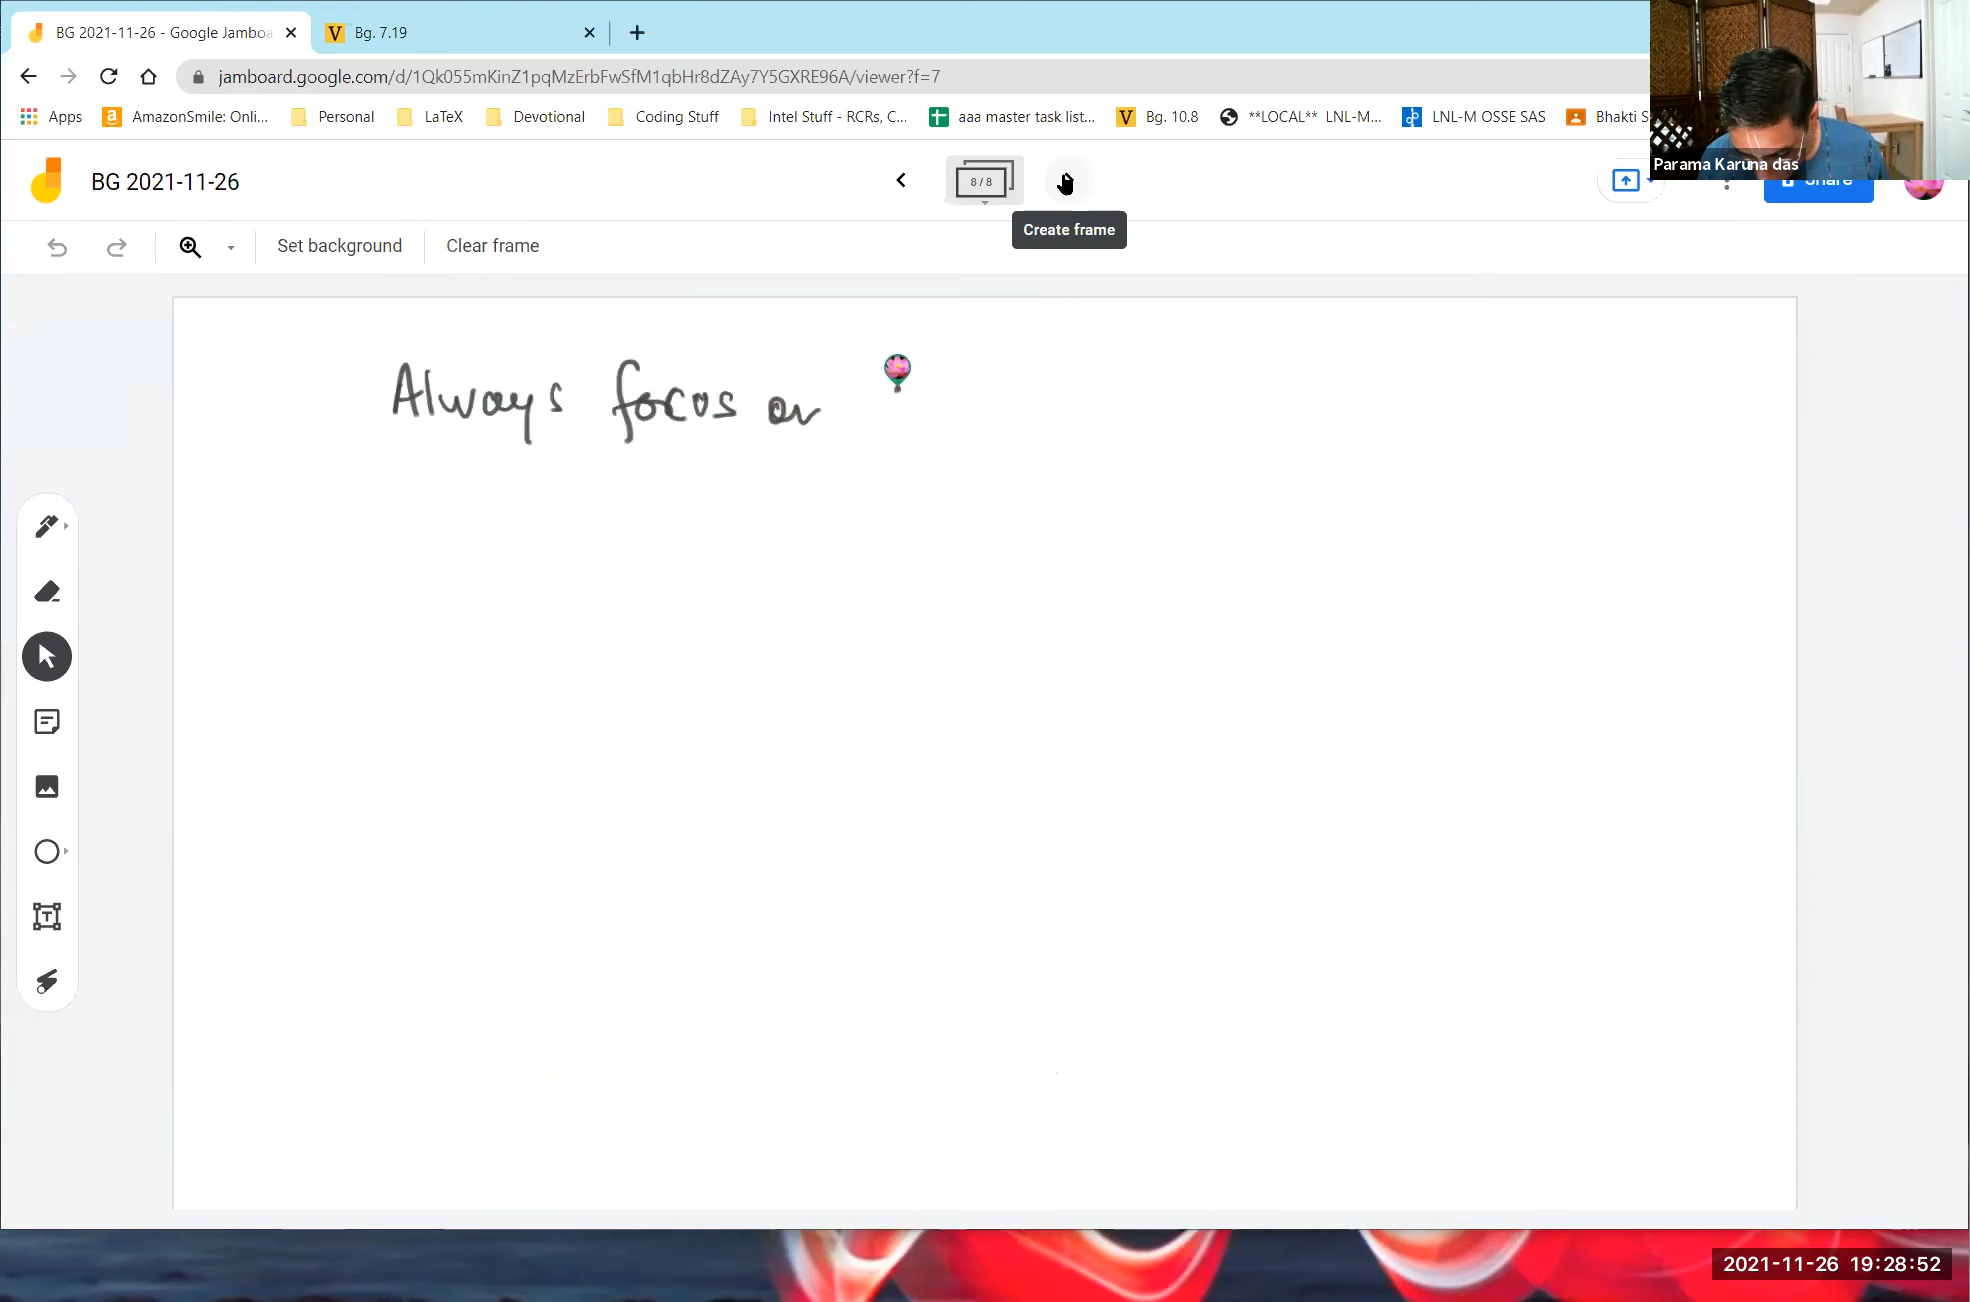 BG 2021-11-26 - Google Jamboa
Bg. 7.19
jamboard.google.com/d/1Qk055mKinZ1pqMzErbFwSfM1qbHr8dZAy7Y5GXRE96A/viewer?f=7
Apps AmazonSmile: Onli... Personal LaTeX Devotional Coding Stuff Intel Stuff - RCRs, C... aaa master task list... Bg. 10.8 **LOCAL** LNL-M... LNL-M OSSE SAS Bhakti S
Parama Karuna das
BG 2021-11-26
8 / 8
Share
Create frame
Set background Clear frame
Always focus on
2021-11-26 19:28:52